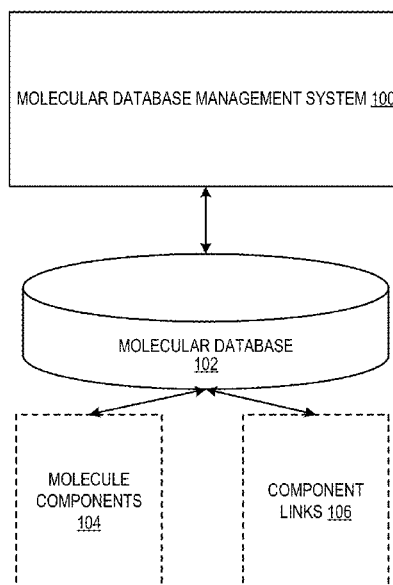 MOLECULAR DATABASE MANAGEMENT SYSTEM 100
MOLECULAR DATABASE
102
MOLECULE
COMPONENTS
104
COMPONENT
LINKS 106